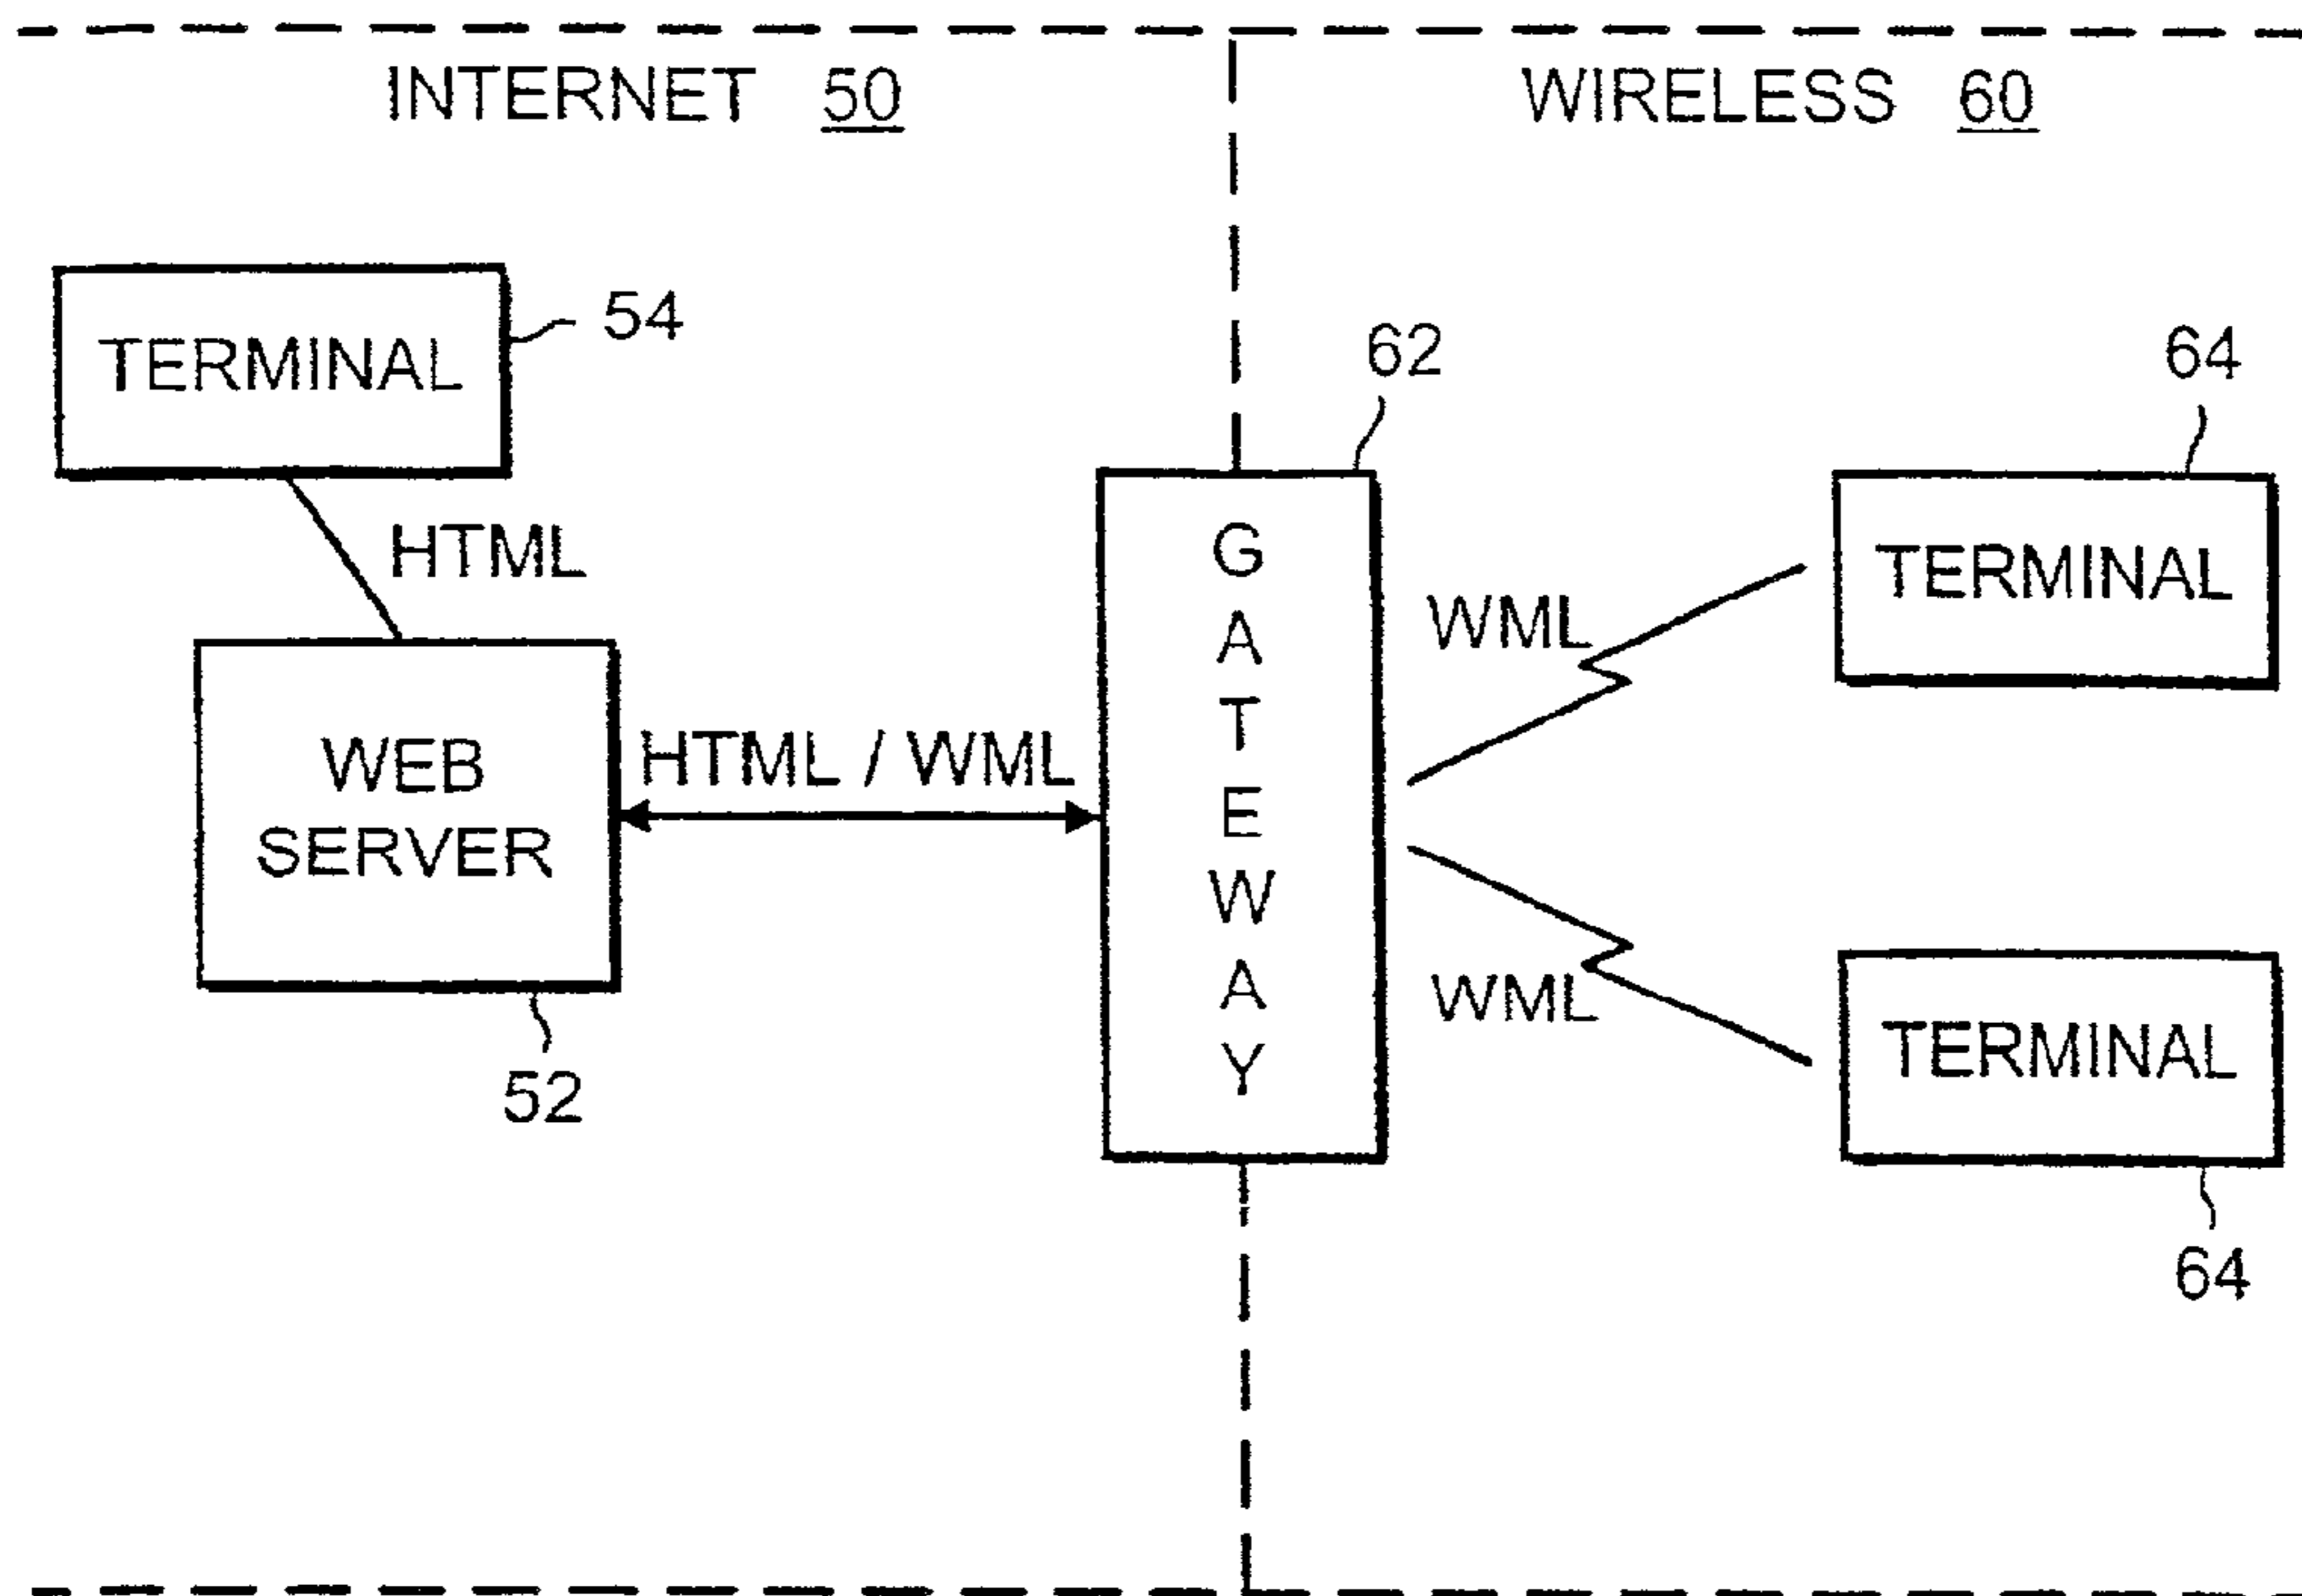 INTERNET 50
WIRELESS 60
TERMINAL
54
HTML
WEB
SERVER
52
HTML / WML
62
GATEWAY
WML
WML
64
TERMINAL
TERMINAL
64